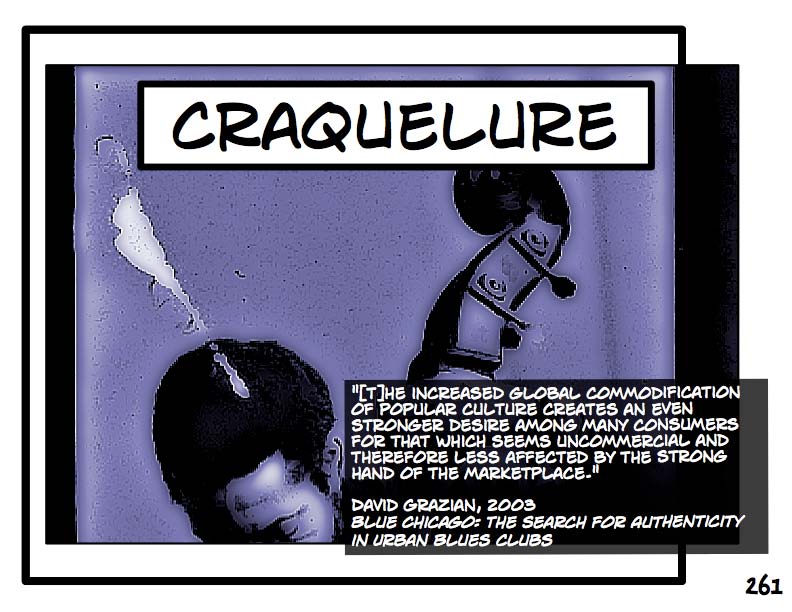 CRAQUELURE
"[T]HE INCREASED GLOBAL COMMODIFICATION
OF POPULAR CULTURE CREATES AN EVEN
STRONGER DESIRE AMONG MANY CONSUMERS
FOR THAT WHICH SEEMS UNCOMMERCIAL AND
THEREFORE LESS AFFECTED BY THE STRONG
HAND OF THE MARKETPLACE."
DAVID GRAZIAN, 2003
BLUE CHICAGO: THE SEARCH FOR AUTHENTICITY
IN URBAN BLUES CLUBS
261